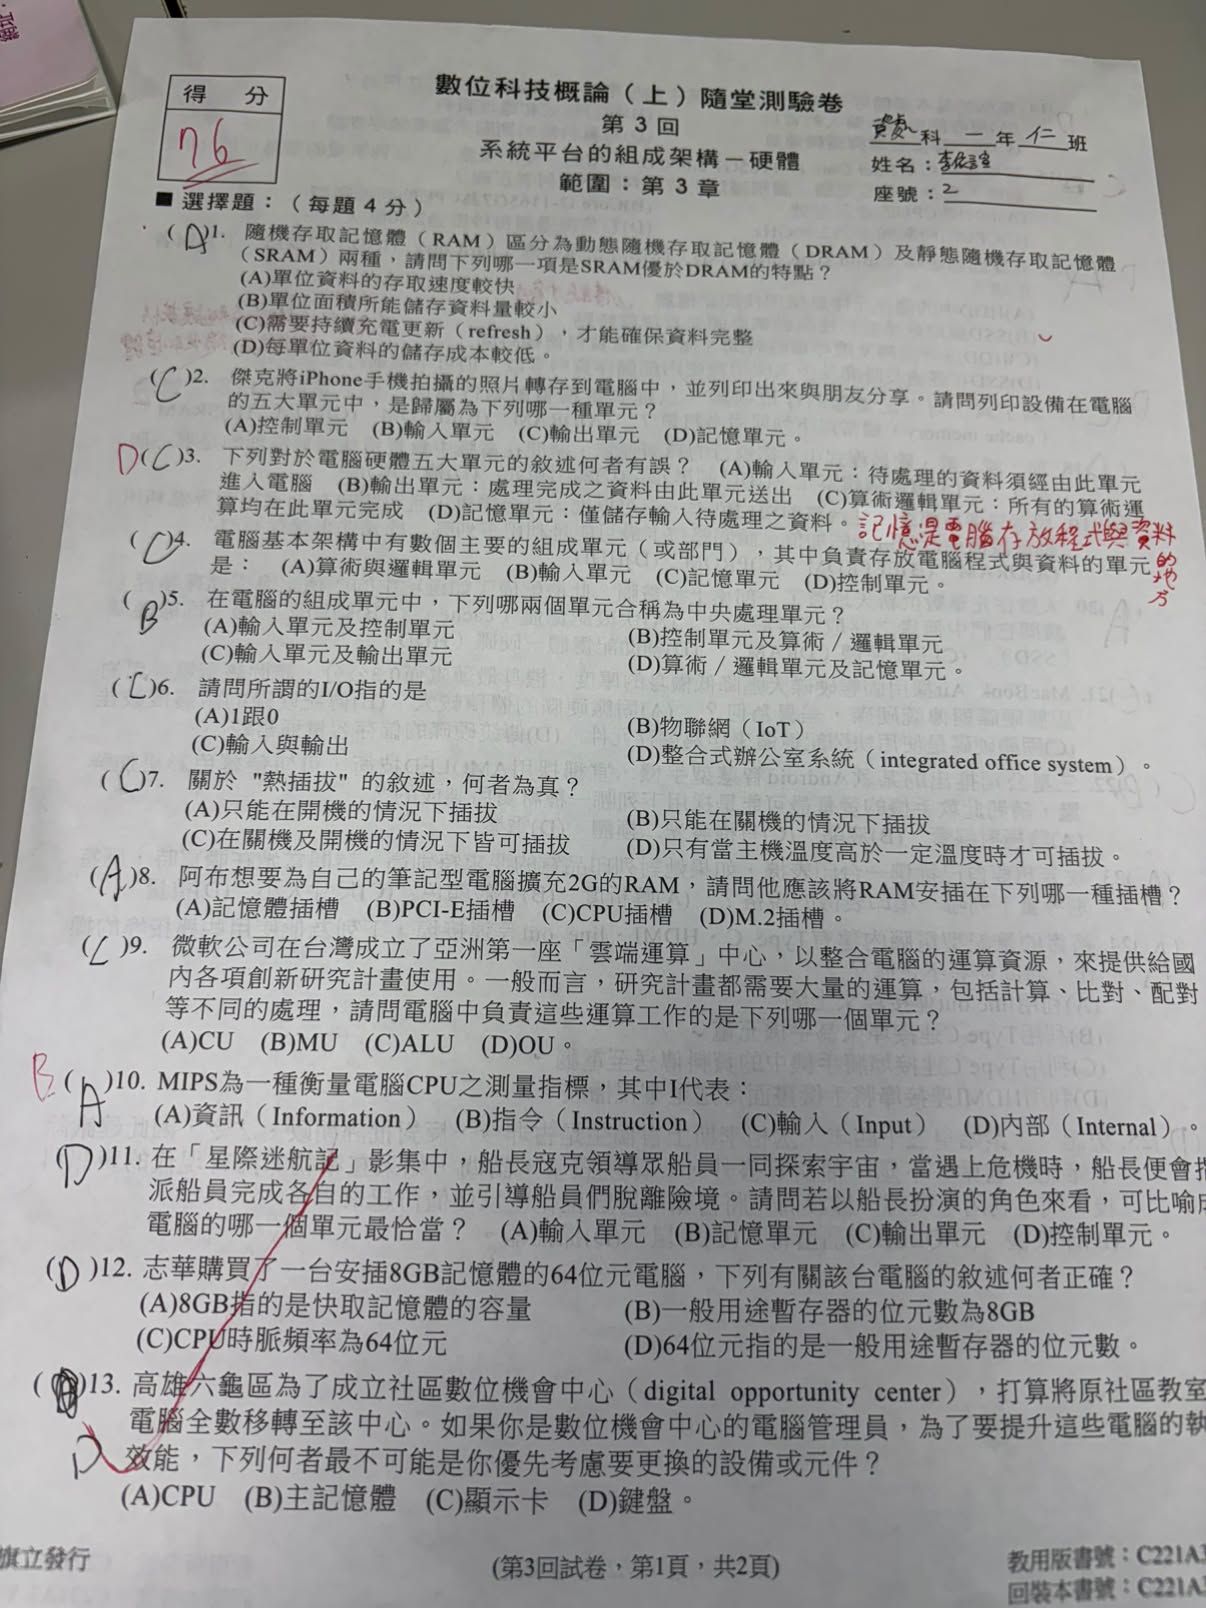 數位科技概論（上）隨堂測驗卷
第 3 回
系統平台的組成架構－硬體
範圍：第 3 章
得 分
76
科 一 年 仁 班
姓名：李
座號：2
■ 選擇題：（每題 4 分）
( A )1. 隨機存取記憶體（RAM）區分為動態隨機存取記憶體（DRAM）及靜態隨機存取記憶體
（SRAM）兩種，請問下列哪一項是SRAM優於DRAM的特點？
(A)單位資料的存取速度較快
(B)單位面積所能儲存資料量較小
(C)需要持續充電更新（refresh），才能確保資料完整
(D)每單位資料的儲存成本較低。
( C )2. 傑克將iPhone手機拍攝的照片轉存到電腦中，並列印出來與朋友分享。請問列印設備在電腦
的五大單元中，是歸屬為下列哪一種單元？
(A)控制單元 (B)輸入單元 (C)輸出單元 (D)記憶單元。
D( C )3. 下列對於電腦硬體五大單元的敘述何者有誤？ (A)輸入單元：待處理的資料須經由此單元
進入電腦 (B)輸出單元：處理完成之資料由此單元送出 (C)算術邏輯單元：所有的算術運
算均在此單元完成 (D)記憶單元：僅儲存輸入待處理之資料。記憶是電腦存放程式與資料
的地方
( C )4. 電腦基本架構中有數個主要的組成單元（或部門），其中負責存放電腦程式與資料的單元
是： (A)算術與邏輯單元 (B)輸入單元 (C)記憶單元 (D)控制單元。
( B )5. 在電腦的組成單元中，下列哪兩個單元合稱為中央處理單元？
(A)輸入單元及控制單元 (B)控制單元及算術／邏輯單元
(C)輸入單元及輸出單元 (D)算術／邏輯單元及記憶單元。
( C )6. 請問所謂的I/O指的是
(A)1跟0 (B)物聯網（IoT）
(C)輸入與輸出 (D)整合式辦公室系統（integrated office system）。
( C )7. 關於 "熱插拔" 的敘述，何者為真？
(A)只能在開機的情況下插拔 (B)只能在關機的情況下插拔
(C)在關機及開機的情況下皆可插拔 (D)只有當主機溫度高於一定溫度時才可插拔。
( A )8. 阿布想要為自己的筆記型電腦擴充2G的RAM，請問他應該將RAM安插在下列哪一種插槽？
(A)記憶體插槽 (B)PCI-E插槽 (C)CPU插槽 (D)M.2插槽。
( C )9. 微軟公司在台灣成立了亞洲第一座「雲端運算」中心，以整合電腦的運算資源，來提供給國
內各項創新研究計畫使用。一般而言，研究計畫都需要大量的運算，包括計算、比對、配對
等不同的處理，請問電腦中負責這些運算工作的是下列哪一個單元？
(A)CU (B)MU (C)ALU (D)OU。
B( A )10. MIPS為一種衡量電腦CPU之測量指標，其中I代表：
(A)資訊（Information） (B)指令（Instruction） (C)輸入（Input） (D)內部（Internal）。
( D )11. 在「星際迷航記」影集中，船長寇克領導眾船員一同探索宇宙，當遇上危機時，船長便會指
派船員完成各自的工作，並引導船員們脫離險境。請問若以船長扮演的角色來看，可比喻成
電腦的哪一個單元最恰當？ (A)輸入單元 (B)記憶單元 (C)輸出單元 (D)控制單元。
( D )12. 志華購買了一台安插8GB記憶體的64位元電腦，下列有關該台電腦的敘述何者正確？
(A)8GB指的是快取記憶體的容量 (B)一般用途暫存器的位元數為8GB
(C)CPU時脈頻率為64位元 (D)64位元指的是一般用途暫存器的位元數。
( )13. 高雄六龜區為了成立社區數位機會中心（digital opportunity center），打算將原社區教室
電腦全數移轉至該中心。如果你是數位機會中心的電腦管理員，為了要提升這些電腦的執
D 效能，下列何者最不可能是你優先考慮要更換的設備或元件？
(A)CPU (B)主記憶體 (C)顯示卡 (D)鍵盤。
旗立發行
(第3回試卷，第1頁，共2頁)
教用版書號：C221A3
回裝本書號：C221A3